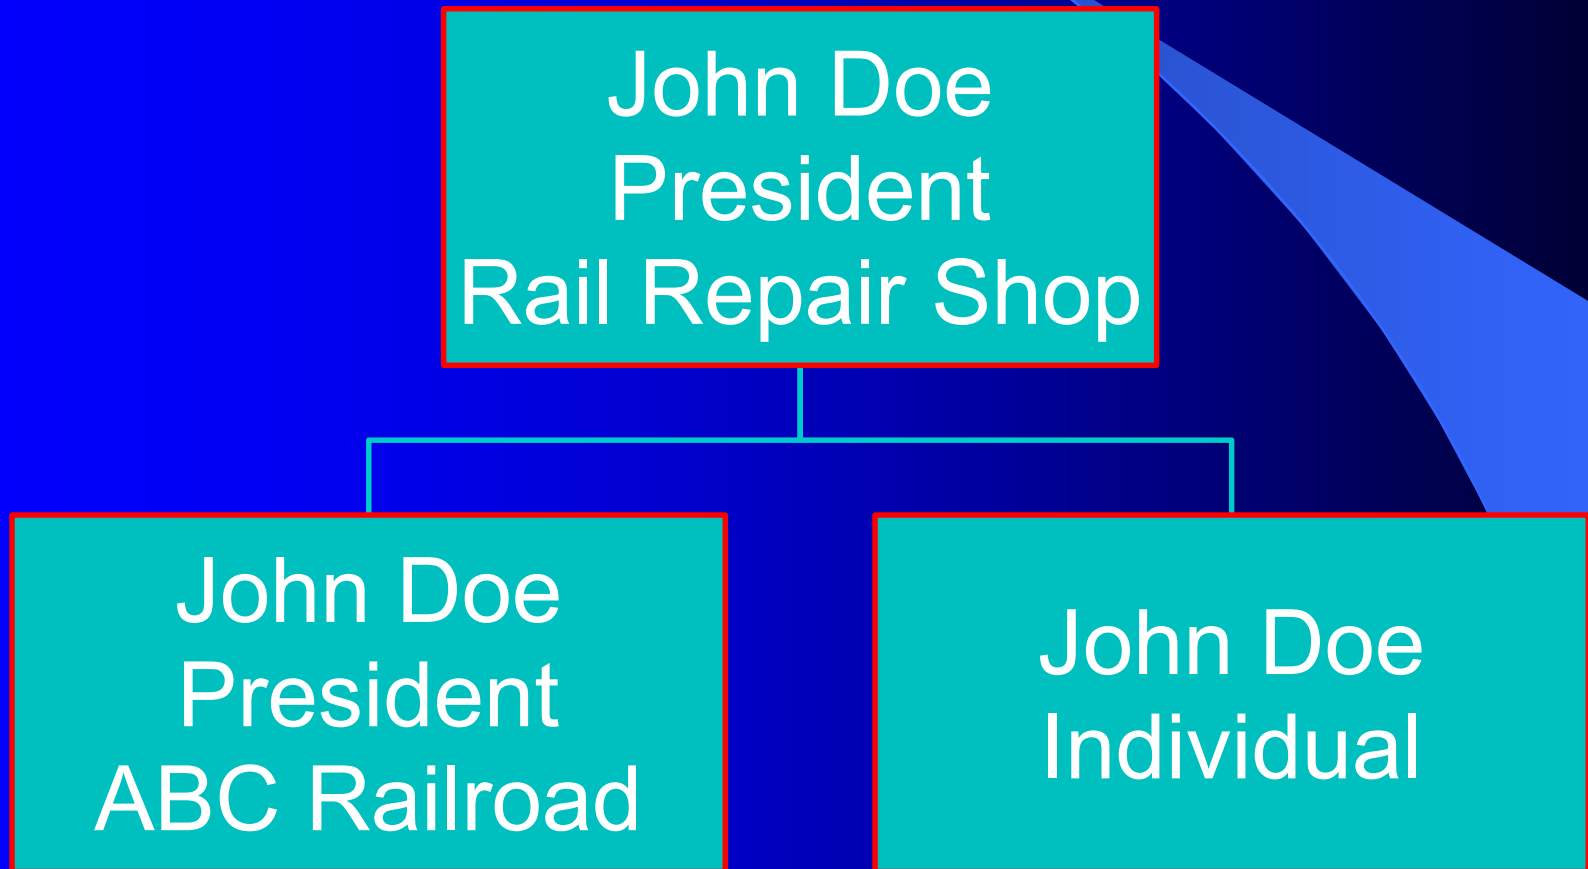 John Doe
President
Rail Repair Shop
John Doe
President
ABC Railroad
John Doe
Individual